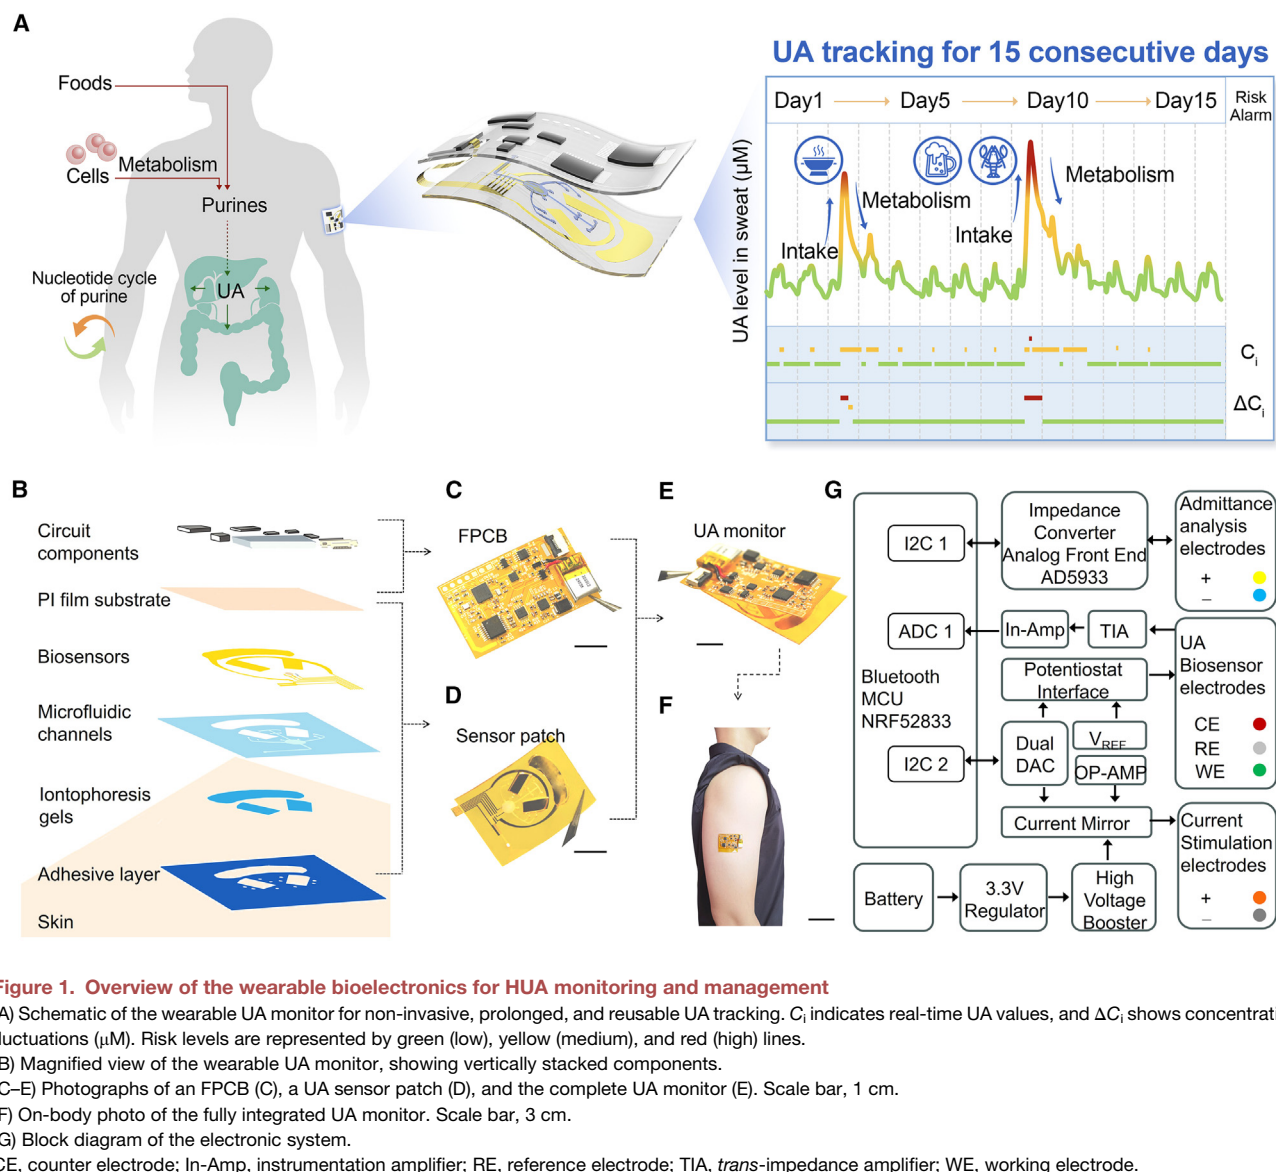 A
UA tracking for 15 consecutive days
Foods
Cells
Metabolism
Purines
UA
Nucleotide cycle
of purine
UA level in sweat (μM)
Day1
Day5
Day10
Day15
Risk
Alarm
Intake
Metabolism
Intake
Metabolism
Ci
ΔCi
B
Circuit
components
PI film substrate
Biosensors
Microfluidic
channels
Iontophoresis
gels
Adhesive layer
Skin
C
FPCB
D
Sensor patch
E
UA monitor
F
G
I2C 1
ADC 1
Bluetooth
MCU
NRF52833
I2C 2
Impedance
Converter
Analog Front End
AD5933
Admittance
analysis
electrodes
+
–
In-Amp
TIA
Potentiostat
Interface
UA
Biosensor
electrodes
CE
RE
WE
Dual
DAC
VREF
OP-AMP
Current Mirror
Current
Stimulation
electrodes
+
–
Battery
3.3V
Regulator
High
Voltage
Booster
Figure 1. Overview of the wearable bioelectronics for HUA monitoring and management
A) Schematic of the wearable UA monitor for non-invasive, prolonged, and reusable UA tracking. Ci indicates real-time UA values, and ΔCi shows concentrati
fluctuations (μM). Risk levels are represented by green (low), yellow (medium), and red (high) lines.
B) Magnified view of the wearable UA monitor, showing vertically stacked components.
C–E) Photographs of an FPCB (C), a UA sensor patch (D), and the complete UA monitor (E). Scale bar, 1 cm.
F) On-body photo of the fully integrated UA monitor. Scale bar, 3 cm.
G) Block diagram of the electronic system.
CE, counter electrode; In-Amp, instrumentation amplifier; RE, reference electrode; TIA, trans-impedance amplifier; WE, working electrode.